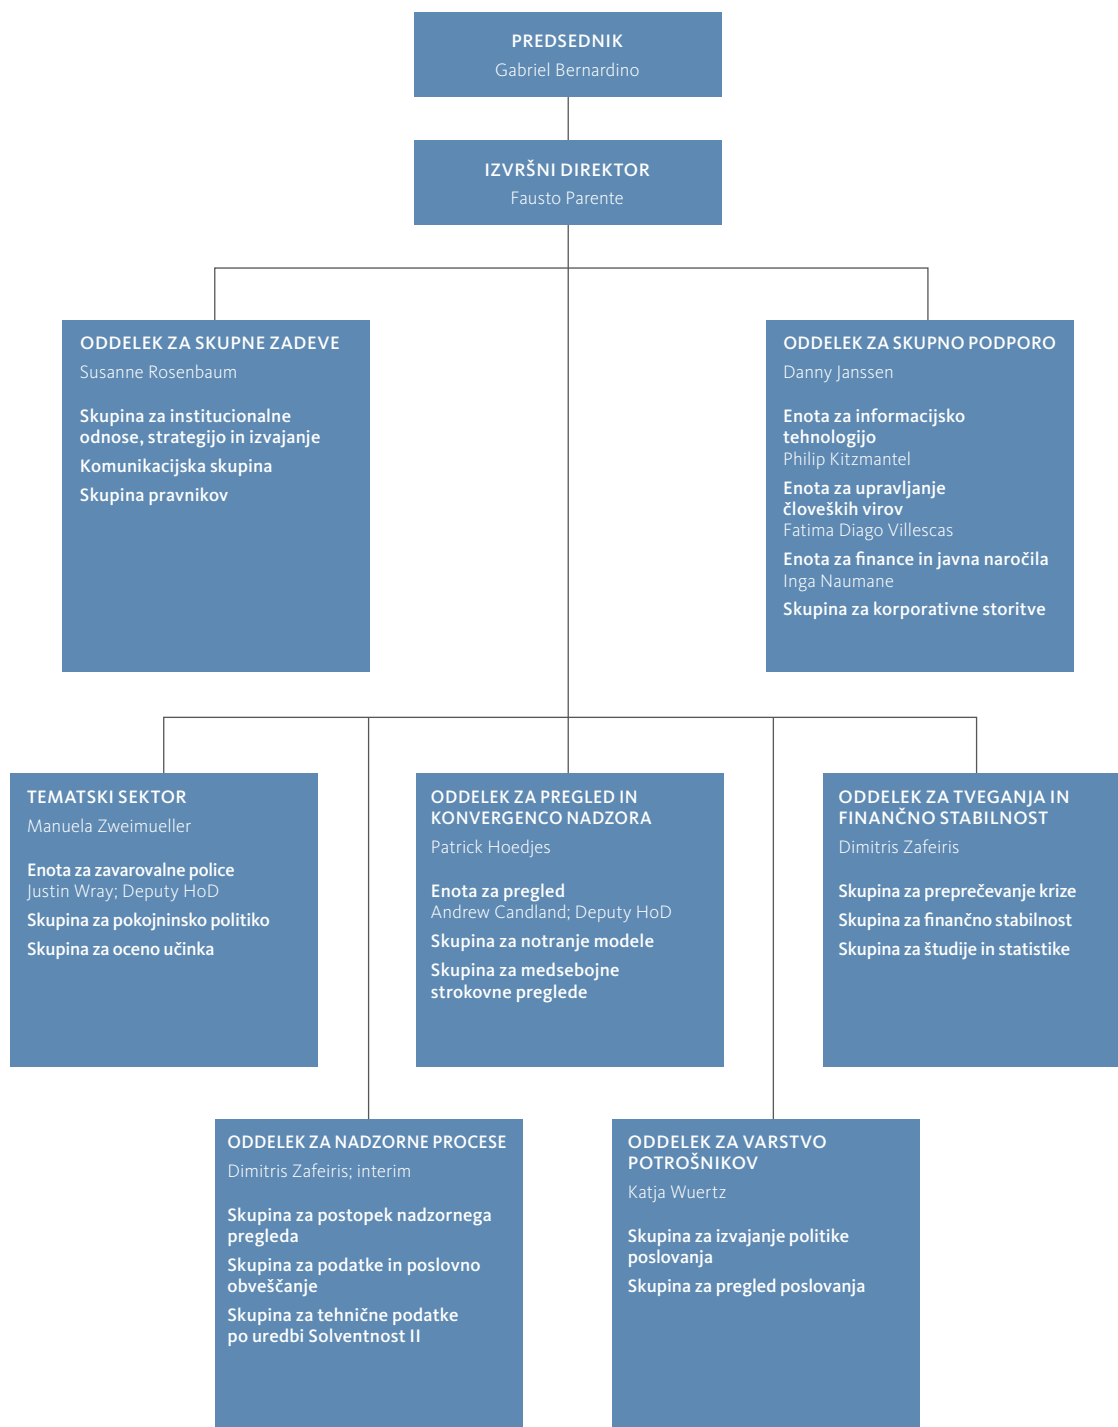 PREDSEDNIK
Gabriel Bernardino
IZVRŠNI DIREKTOR
Fausto Parente
ODDELEK ZA SKUPNE ZADEVE
Susanne Rosenbaum
Skupina za institucionalne
odnose, strategijo in izvajanje
Komunikacijska skupina
Skupina pravnikov
ODDELEK ZA SKUPNO PODPORO
Danny Janssen
Enota za informacijsko
tehnologijo
Philip Kitzmantel
Enota za upravljanje
človeških virov
Fatima Diago Villescas
Enota za finance in javna naročila
Inga Naumane
Skupina za korporativne storitve
TEMATSKI SEKTOR
Manuela Zweimueller
Enota za zavarovalne police
Justin Wray; Deputy HoD
Skupina za pokojninsko politiko
Skupina za oceno učinka
ODDELEK ZA PREGLED IN
KONVERGENCO NADZORA
Patrick Hoedjes
Enota za pregled
Andrew Candland; Deputy HoD
Skupina za notranje modele
Skupina za medsebojne
strokovne preglede
ODDELEK ZA TVEGANJA IN
FINANČNO STABILNOST
Dimitris Zafeiris
Skupina za preprečevanje krize
Skupina za finančno stabilnost
Skupina za študije in statistike
ODDELEK ZA NADZORNE PROCESE
Dimitris Zafeiris; interim
Skupina za postopek nadzornega
pregleda
Skupina za podatke in poslovno
obveščanje
Skupina za tehnične podatke
po uredbi Solventnost II
ODDELEK ZA VARSTVO
POTROŠNIKOV
Katja Wuertz
Skupina za izvajanje politike
poslovanja
Skupina za pregled poslovanja